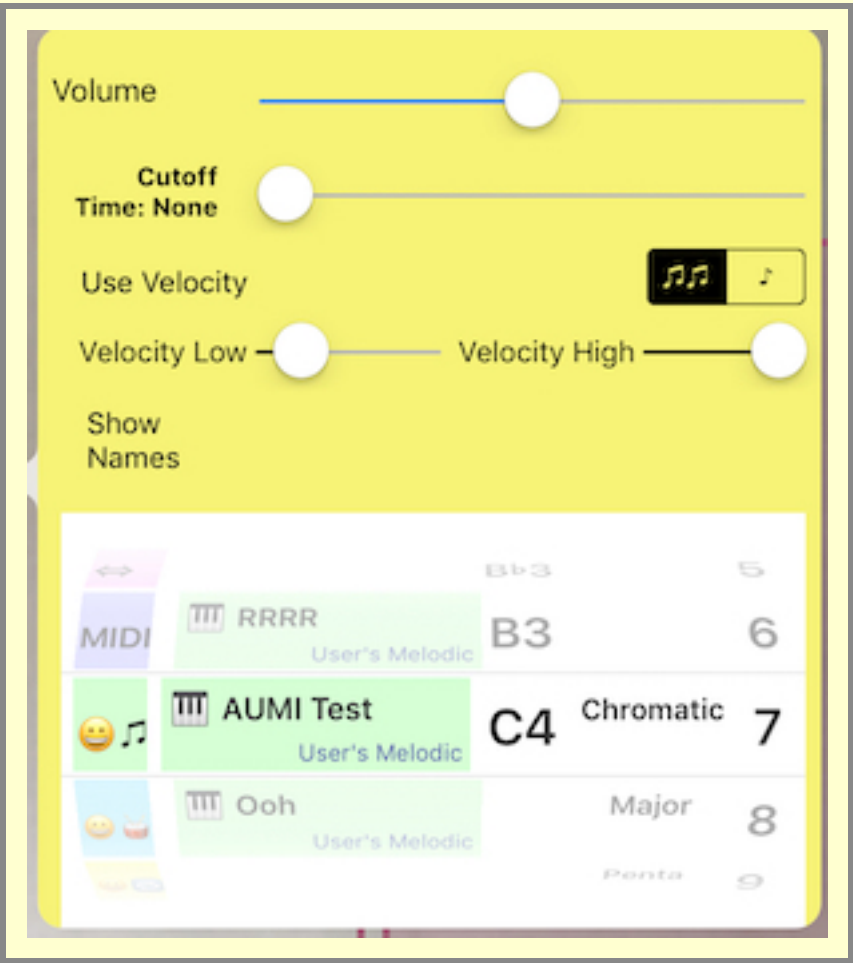 Volume
Cutoff
Time: None
Use Velocity
Velocity Low
Velocity High
Show
Names
B♭3 5
MIDI RRRR B3 6
User's Melodic
AUMI Test C4 Chromatic 7
User's Melodic
Ooh Major 8
User's Melodic
Penta 9